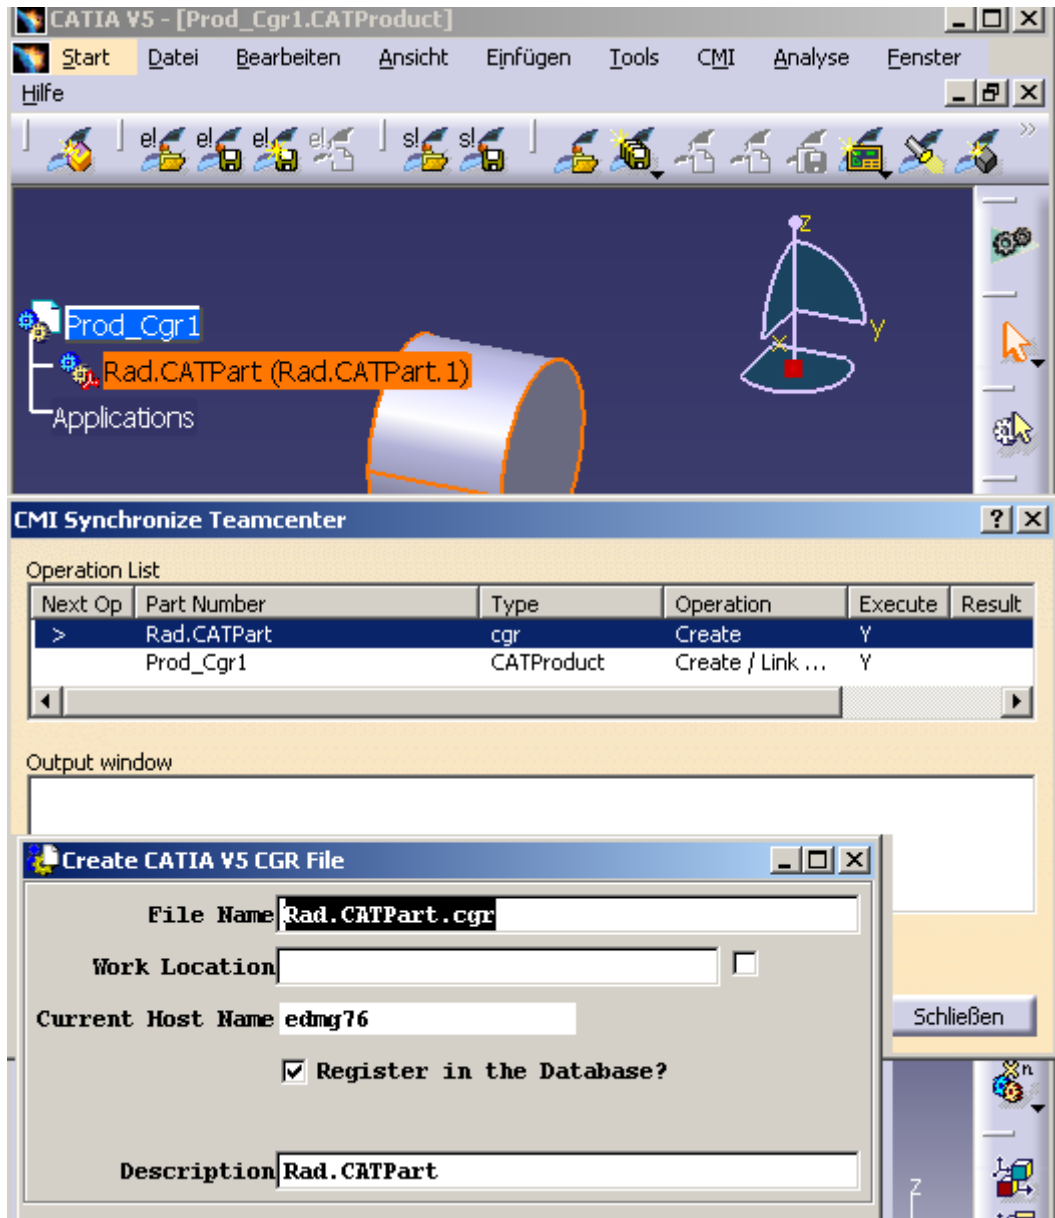 CATIA V5 - [Prod_Cgr1.CATProduct]
Start Datei Bearbeiten Ansicht Einfügen Tools CMI Analyse Fenster
Hilfe
e! e! e! e! s! s!
z
y
x
Prod_Cgr1
Rad.CATPart (Rad.CATPart.1)
Applications
CMI Synchronize Teamcenter
Operation List
Next Op Part Number Type Operation Execute Result
> Rad.CATPart cgr Create Y
Prod_Cgr1 CATProduct Create / Link ... Y
Output window
Create CATIA V5 CGR File
File Name Rad.CATPart.cgr
Work Location
Current Host Name edmg76
Schließen
Register in the Database?
Description Rad.CATPart
z